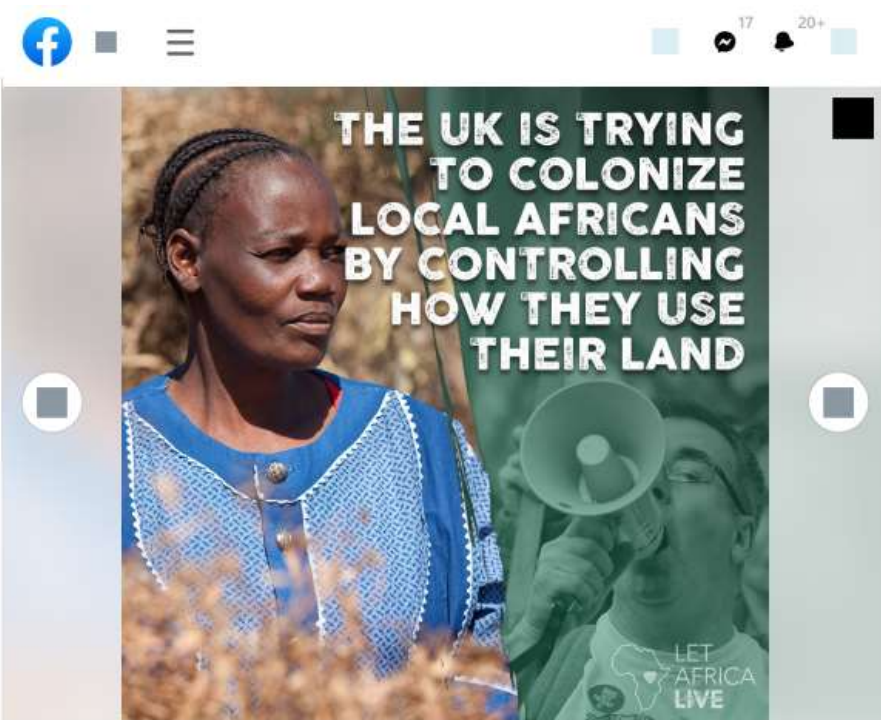 17
20+
THE UK IS TRYING
TO COLONIZE
LOCAL AFRICANS
BY CONTROLLING
HOW THEY USE
THEIR LAND
LET
AFRICA
LIVE